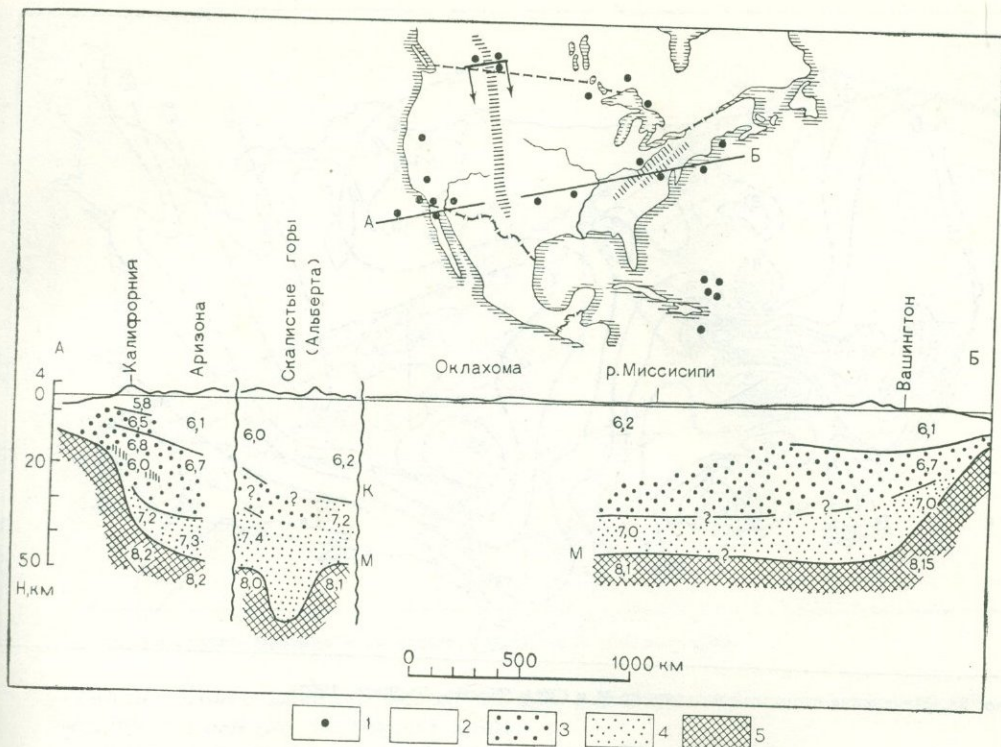 А
Б
Калифорния
Аризона
Скалистые горы
(Альберта)
Оклахома
р. Миссисипи
Вашингтон
А
Б
4
0
20
50
Н, км
5,8
6,5
6,8
6,0
7,2
8,2
6,1
6,7
7,3
8,2
6,0
?
7,4
8,0
?
6,2
К
7,2
М
8,1
6,2
6,1
6,7
?
?
7,0
7,0
М
?
8,1
8,15
0 500 1000 км
1 2 3 4 5